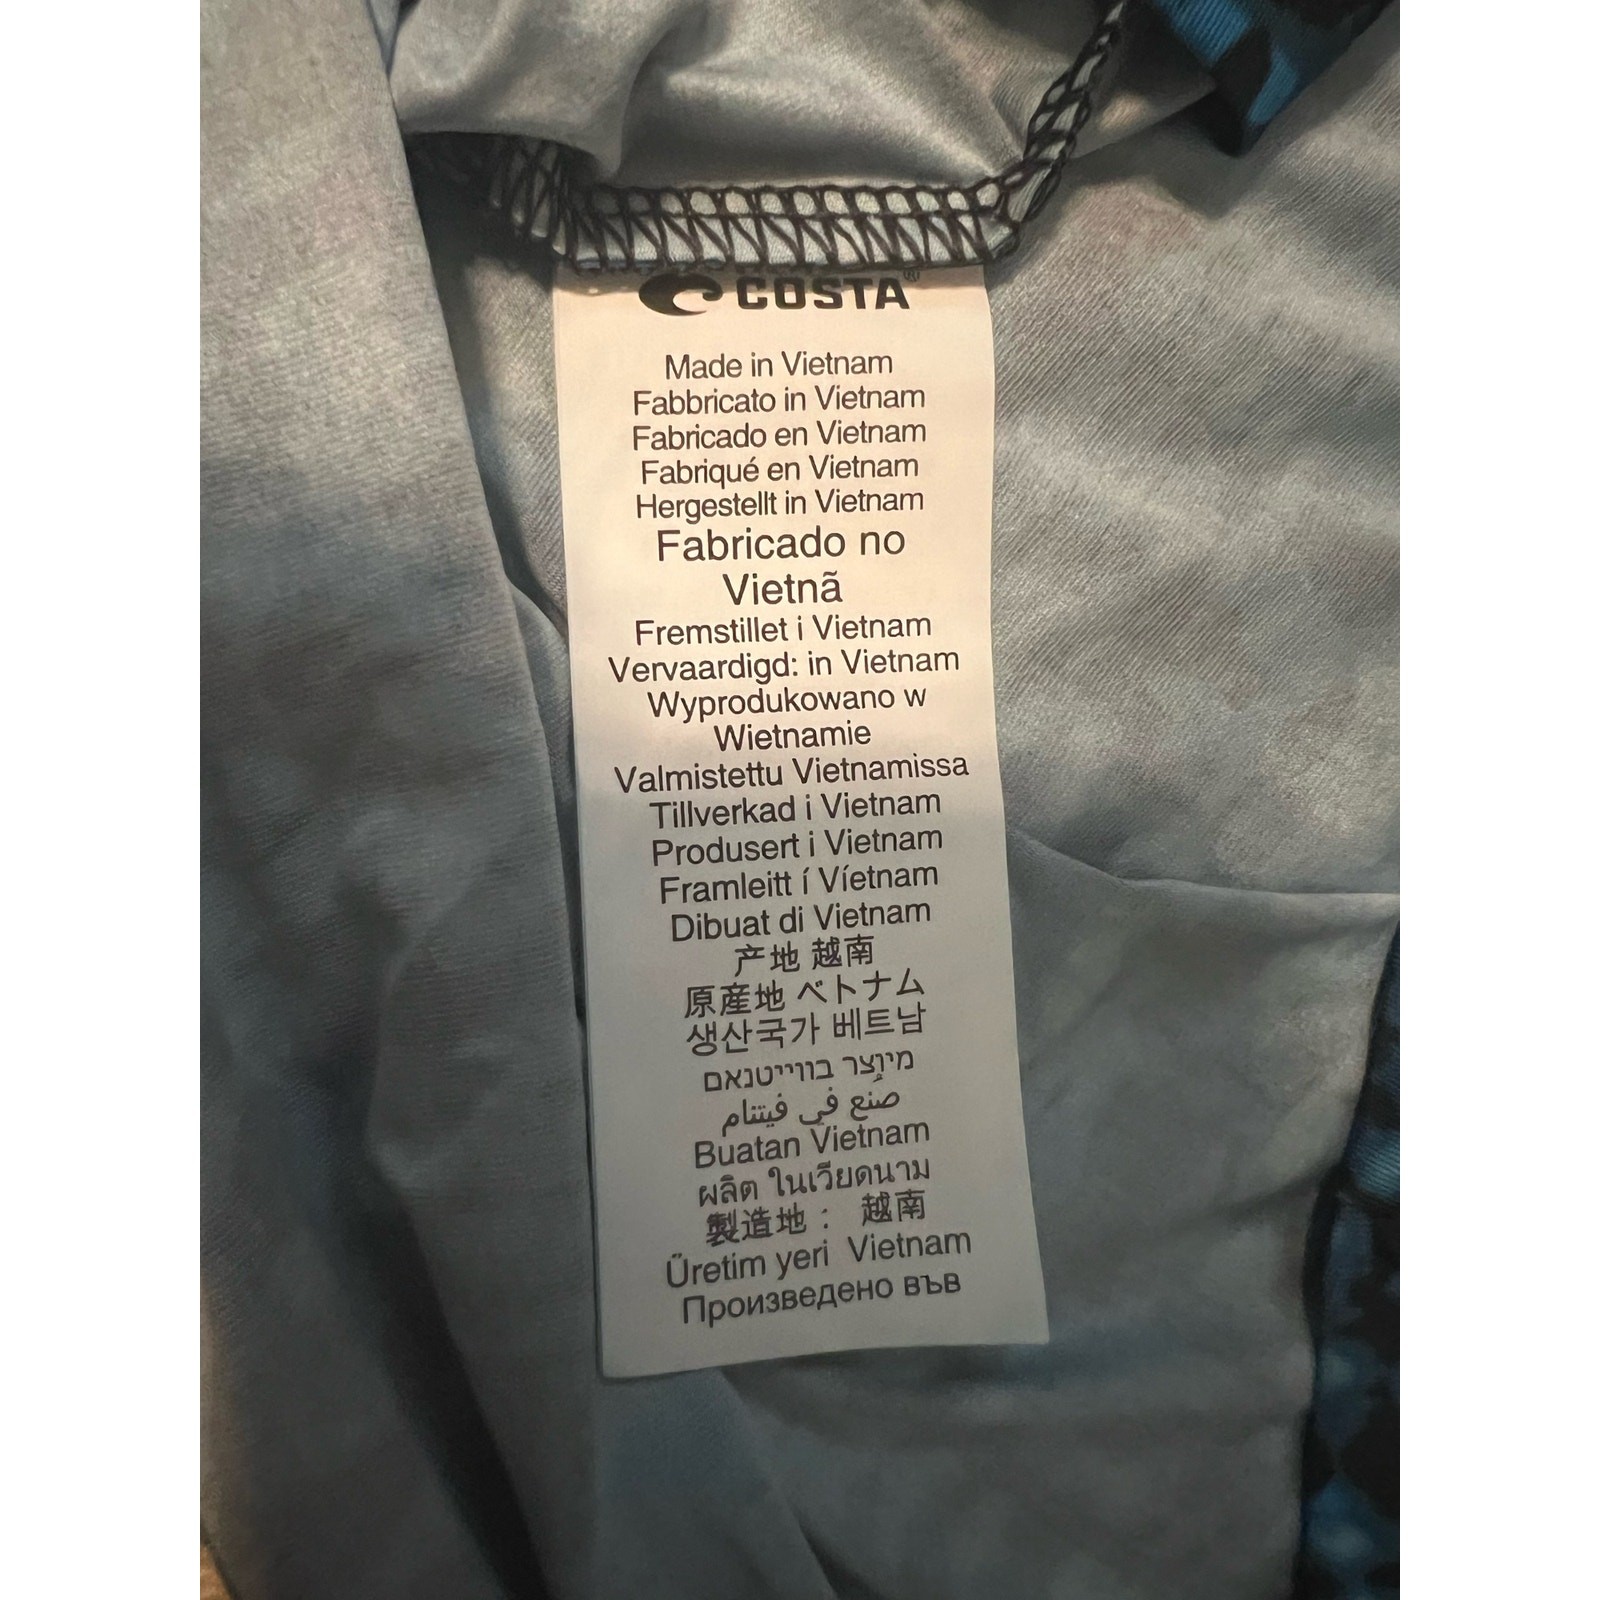 COSTA®
Made in Vietnam
Fabbricato in Vietnam
Fabricado en Vietnam
Fabriqué en Vietnam
Hergestellt in Vietnam
Fabricado no
Vietnã
Fremstillet i Vietnam
Vervaardigd: in Vietnam
Wyprodukowano w
Wietnamie
Valmistettu Vietnamissa
Tillverkad i Vietnam
Produsert i Vietnam
Framleitt í Víetnam
Dibuat di Vietnam
产地 越南
原産地 ベトナム
생산국가 베트남
מיוצר בווייטנאם
صنع في فيتنام
Buatan Vietnam
ผลิต ในเวียดนาม
製造地： 越南
Üretim yeri Vietnam
Произведено във